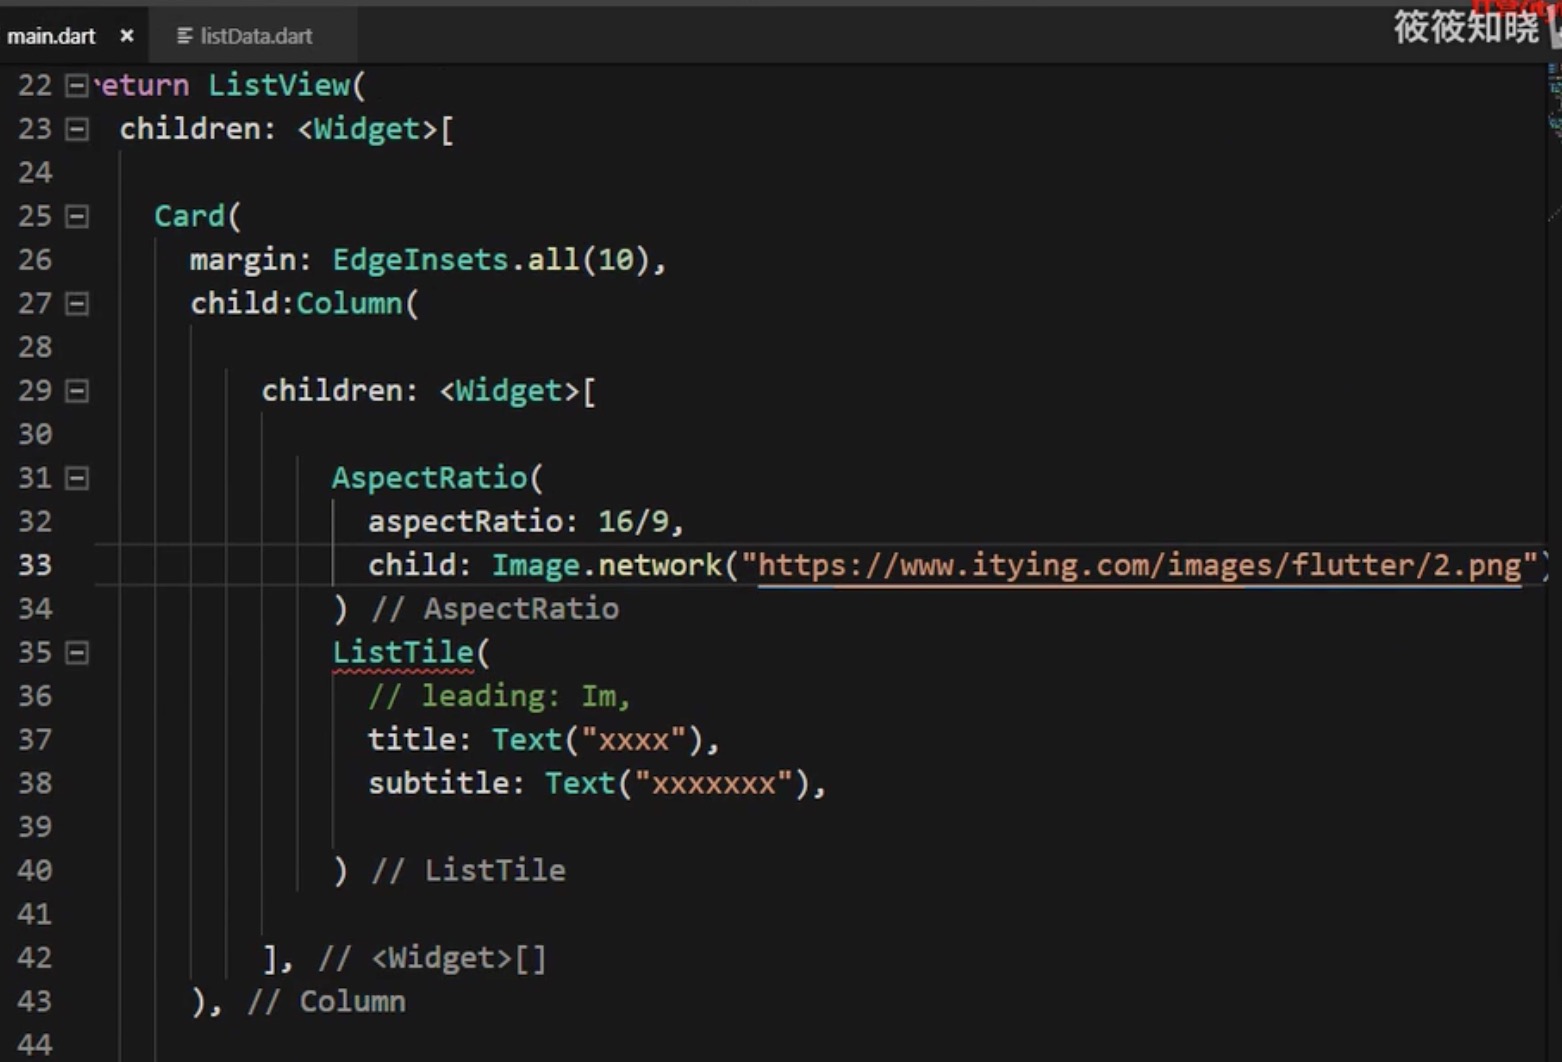 main.dart × listData.dart
筱筱知晓
22 return ListView(
23 children: <Widget>[
24
25 Card(
26 margin: EdgeInsets.all(10),
27 child:Column(
28
29 children: <Widget>[
30
31 AspectRatio(
32 aspectRatio: 16/9,
33 child: Image.network("https://www.itying.com/images/flutter/2.png")
34 ) // AspectRatio
35 ListTile(
36 // leading: Im,
37 title: Text("xxxx"),
38 subtitle: Text("xxxxxxx"),
39
40 ) // ListTile
41
42 ], // <Widget>[]
43 ), // Column
44